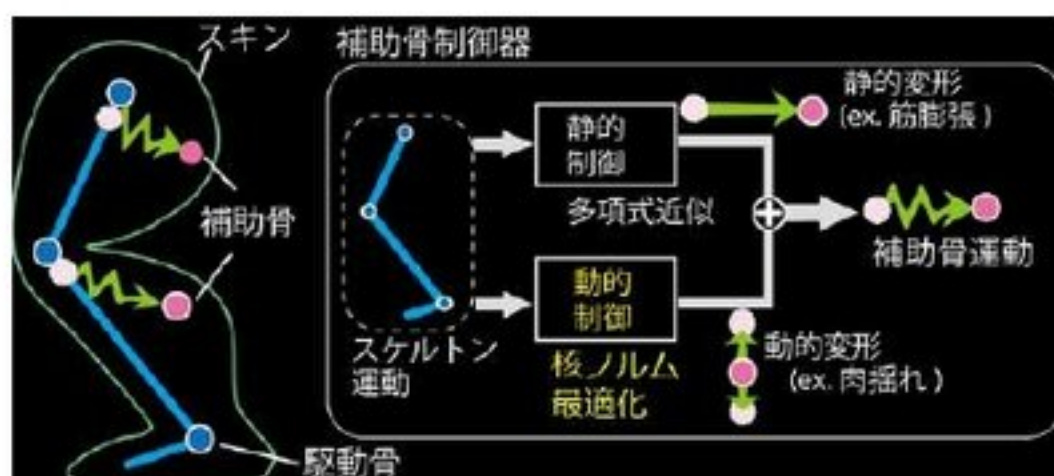 スキン
補助骨
駆動骨
補助骨制御器
スケルトン
運動
静的
制御
多項式近似
動的
制御
核ノルム
最適化
静的変形
(ex. 筋膨張)
補助骨運動
動的変形
(ex. 肉揺れ)